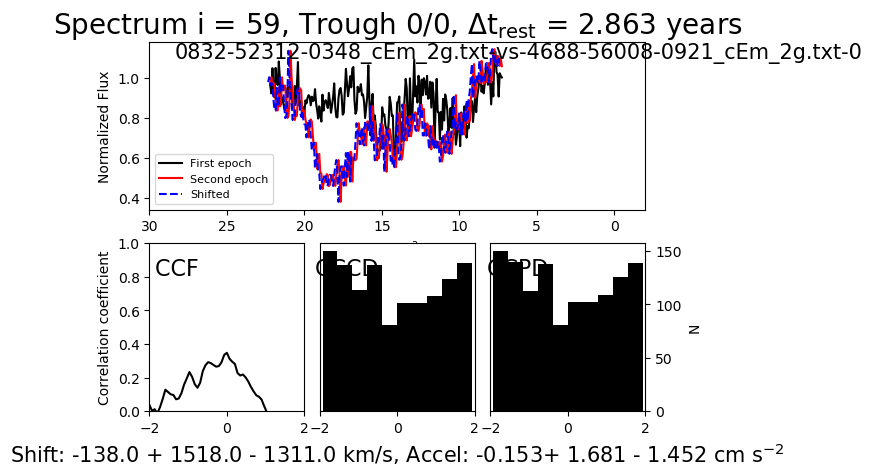 Spectrum i = 59, Trough 0/0, Δt_rest = 2.863 years
0832-52312-0348_cEm_2g.txt-vs-4688-56008-0921_cEm_2g.txt-0
Normalized Flux
1.0
0.8
0.6
0.4
First epoch
Second epoch
Shifted
30 25 20 15 10 5 0
Correlation coefficient
1.0
0.8
0.6
0.4
0.2
0.0
CCF
CCCD
CCPD
150
100
50
0
N
−2 0 2
−2 0 2
−2 0 2
Shift: -138.0 + 1518.0 - 1311.0 km/s, Accel: -0.153+ 1.681 - 1.452 cm s⁻²